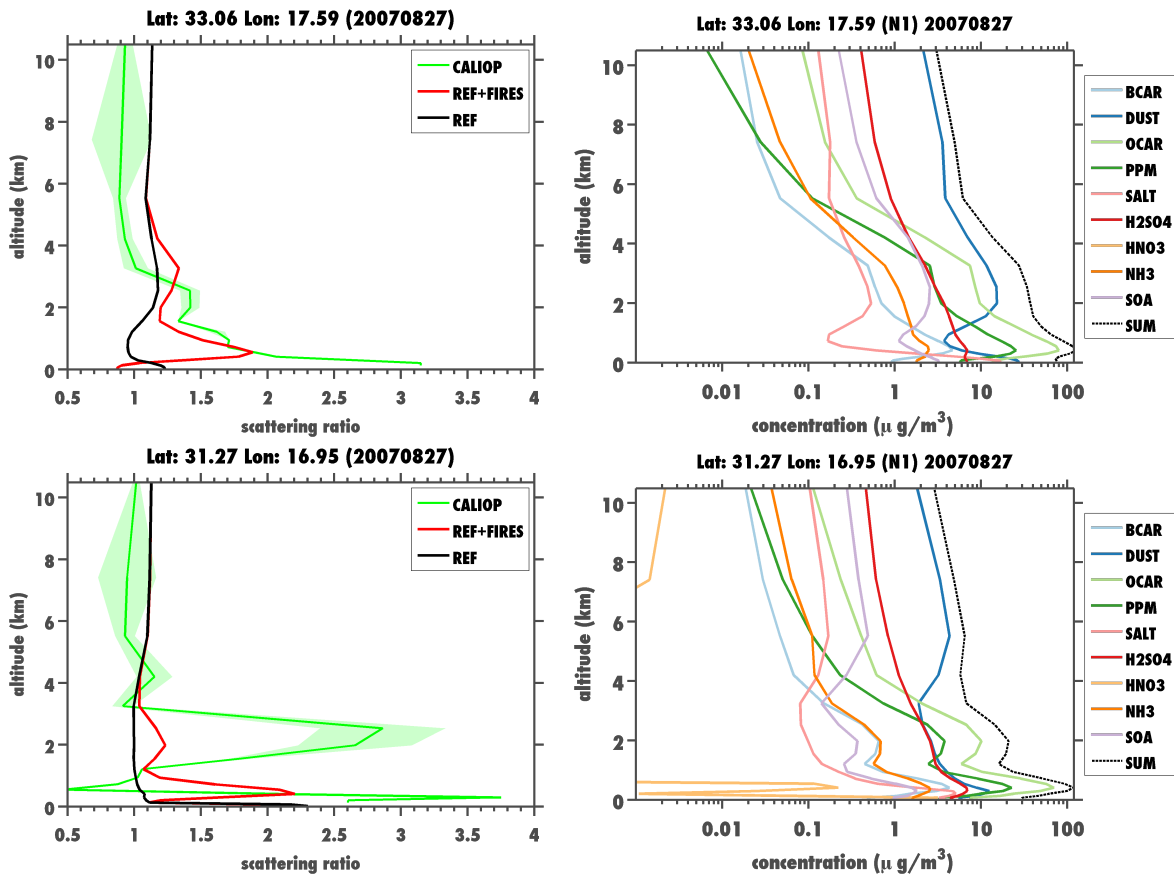 Lat: 33.06 Lon: 17.59 (20070827)
10
8
6
4
2
0
altitude (km)
CALIOP
REF+FIRES
REF
0.5 1 1.5 2 2.5 3 3.5 4
scattering ratio
Lat: 33.06 Lon: 17.59 (N1) 20070827
10
8
6
4
2
0
altitude (km)
0.01 0.1 1 10 100
concentration (μ g/m³)
BCAR
DUST
OCAR
PPM
SALT
H2SO4
HNO3
NH3
SOA
SUM
Lat: 31.27 Lon: 16.95 (20070827)
10
8
6
4
2
0
altitude (km)
CALIOP
REF+FIRES
REF
0.5 1 1.5 2 2.5 3 3.5 4
scattering ratio
Lat: 31.27 Lon: 16.95 (N1) 20070827
10
8
6
4
2
0
altitude (km)
0.01 0.1 1 10 100
concentration (μ g/m³)
BCAR
DUST
OCAR
PPM
SALT
H2SO4
HNO3
NH3
SOA
SUM